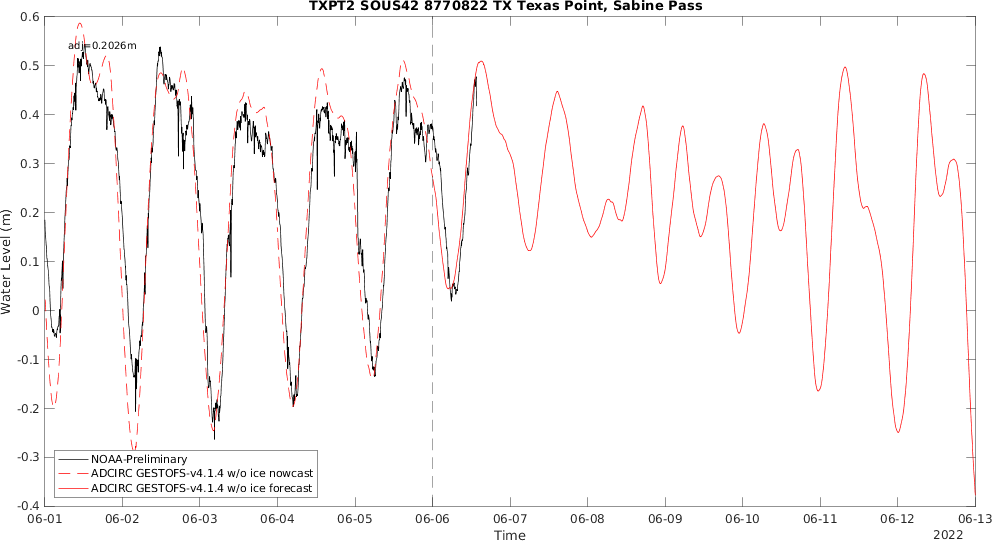 TXPT2 SOUS42 8770822 TX Texas Point, Sabine Pass
adj=0.2026m
Water Level (m)
0.6
0.5
0.4
0.3
0.2
0.1
0
-0.1
-0.2
-0.3
-0.4
NOAA-Preliminary
ADCIRC GESTOFS-v4.1.4 w/o ice nowcast
ADCIRC GESTOFS-v4.1.4 w/o ice forecast
06-01 06-02 06-03 06-04 06-05 06-06 06-07 06-08 06-09 06-10 06-11 06-12 06-13
Time
2022